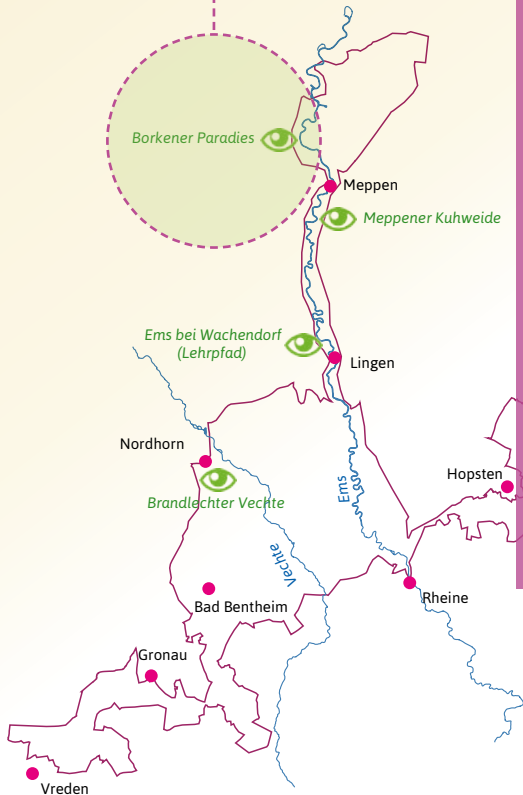 Borkener Paradies
Meppen
Meppener Kuhweide
Ems bei Wachendorf
(Lehrpfad)
Lingen
Nordhorn
Hopsten
Ems
Brandlechter Vechte
Vechte
Rheine
Bad Bentheim
Gronau
Vreden